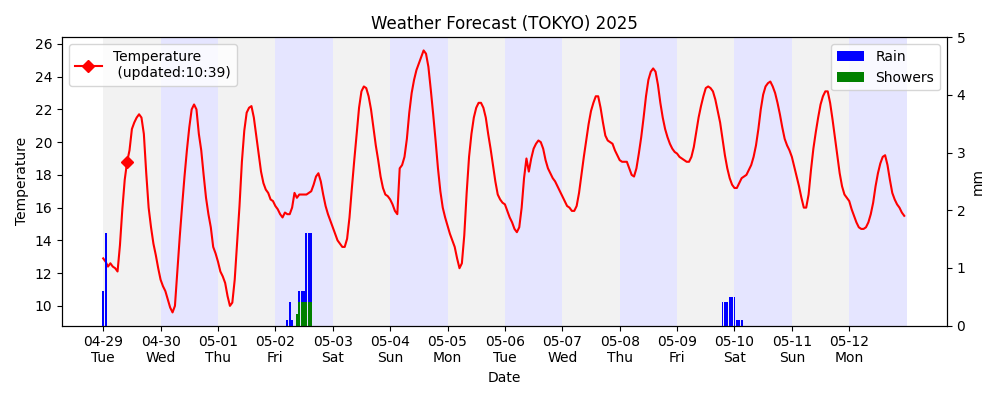 Weather Forecast (TOKYO) 2025
Temperature
(updated:10:39)
Rain
Showers
26
24
22
20
18
16
14
12
10
Temperature
5
4
3
2
1
0
mm
04-29 04-30 05-01 05-02 05-03 05-04 05-05 05-06 05-07 05-08 05-09 05-10 05-11 05-12
Tue Wed Thu Fri Sat Sun Mon Tue Wed Thu Fri Sat Sun Mon
Date